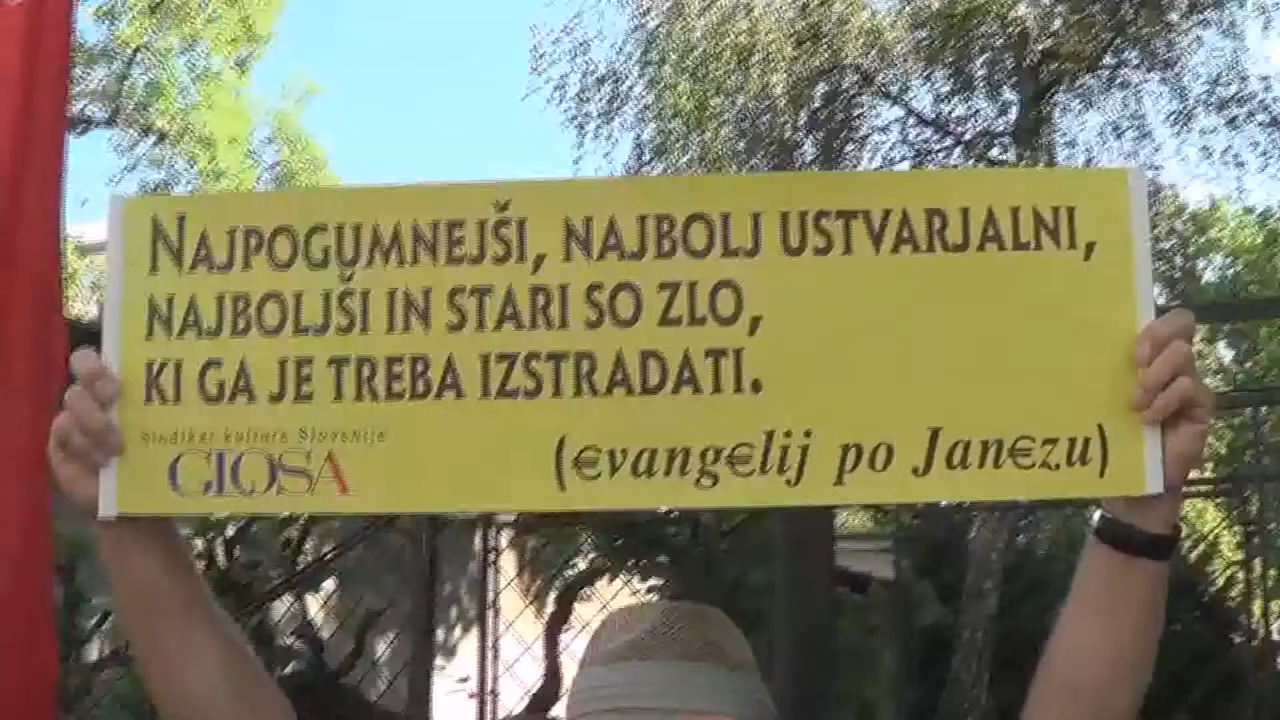 NAJPOGUMNEJŠI, NAJBOLJ USTVARJALNI,
NAJBOLJŠI IN STARI SO ZLO,
KI GA JE TREBA IZSTRADATI.
Sindikat kulture Slovenije
GLOSA
(€vang€lij po Jan€zu)